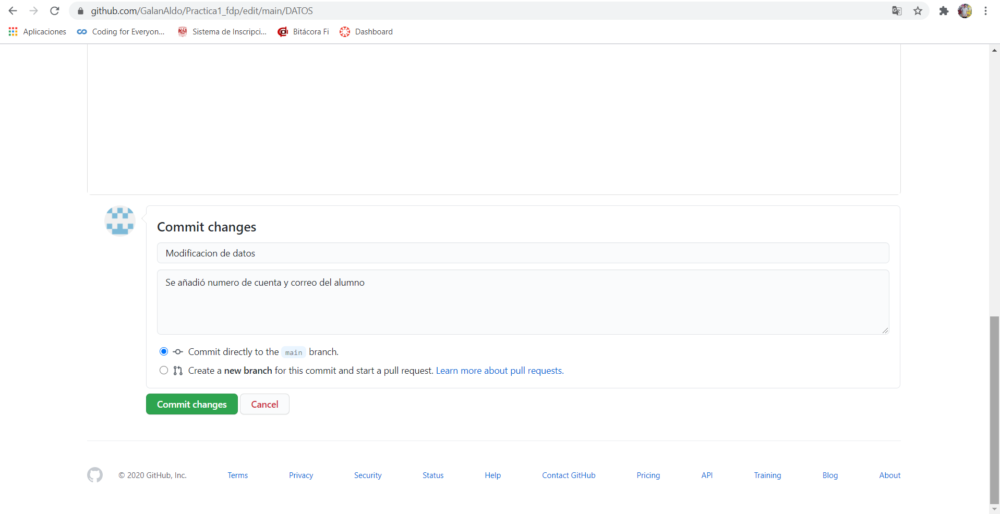 github.com/GalanAldo/Practica1_fdp/edit/main/DATOS
Aplicaciones Coding for Everyon... Sistema de Inscripci... Bitácora Fi Dashboard
Commit changes
Modificacion de datos
Se añadió numero de cuenta y correo del alumno
Commit directly to the main branch.
Create a new branch for this commit and start a pull request. Learn more about pull requests.
Commit changes Cancel
© 2020 GitHub, Inc. Terms Privacy Security Status Help Contact GitHub Pricing API Training Blog About